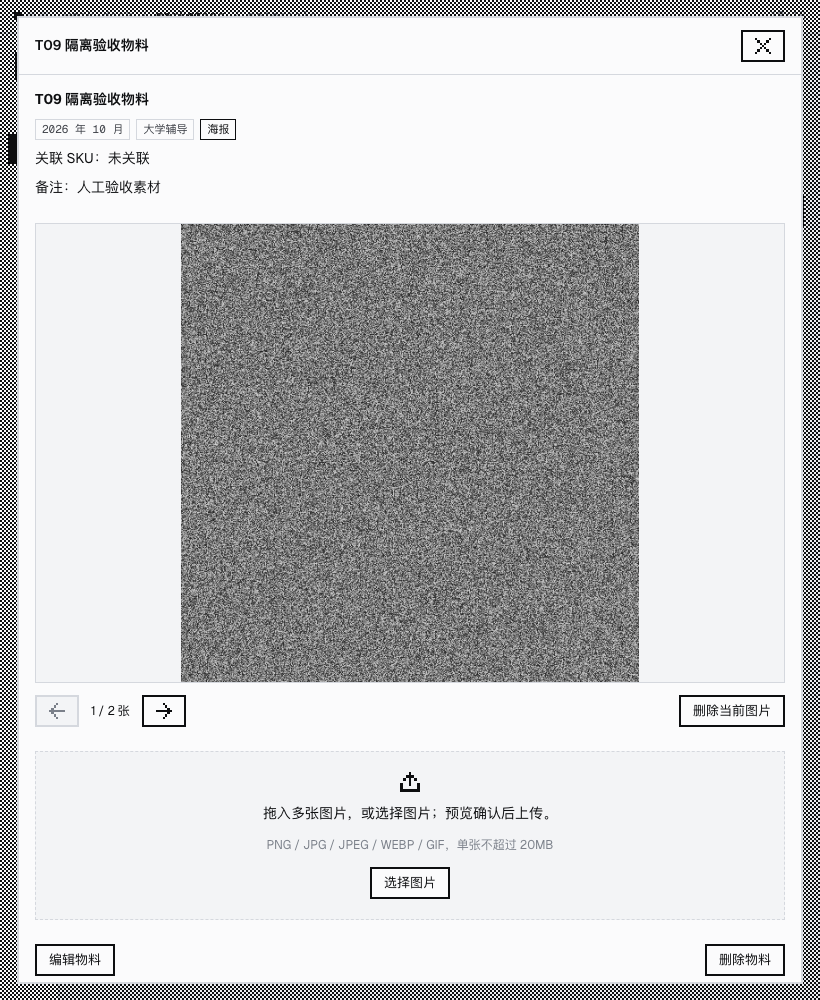 T09 隔离验收物料
T09 隔离验收物料
2026 年 10 月 大学辅导 海报
关联 SKU：未关联
备注：人工验收素材
1 / 2 张
删除当前图片
拖入多张图片，或选择图片；预览确认后上传。
PNG / JPG / JPEG / WEBP / GIF，单张不超过 20MB
选择图片
编辑物料
删除物料